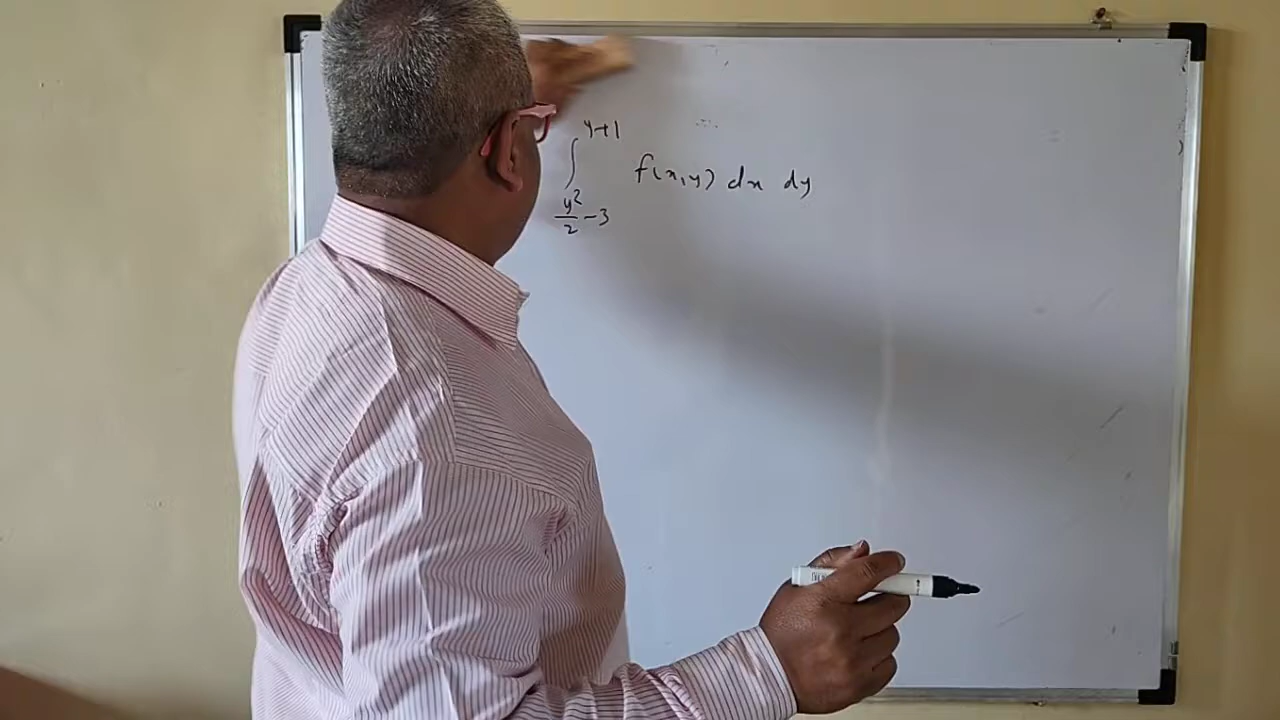 ∫ y+1 f(x,y) dx dy
y²/2 - 3